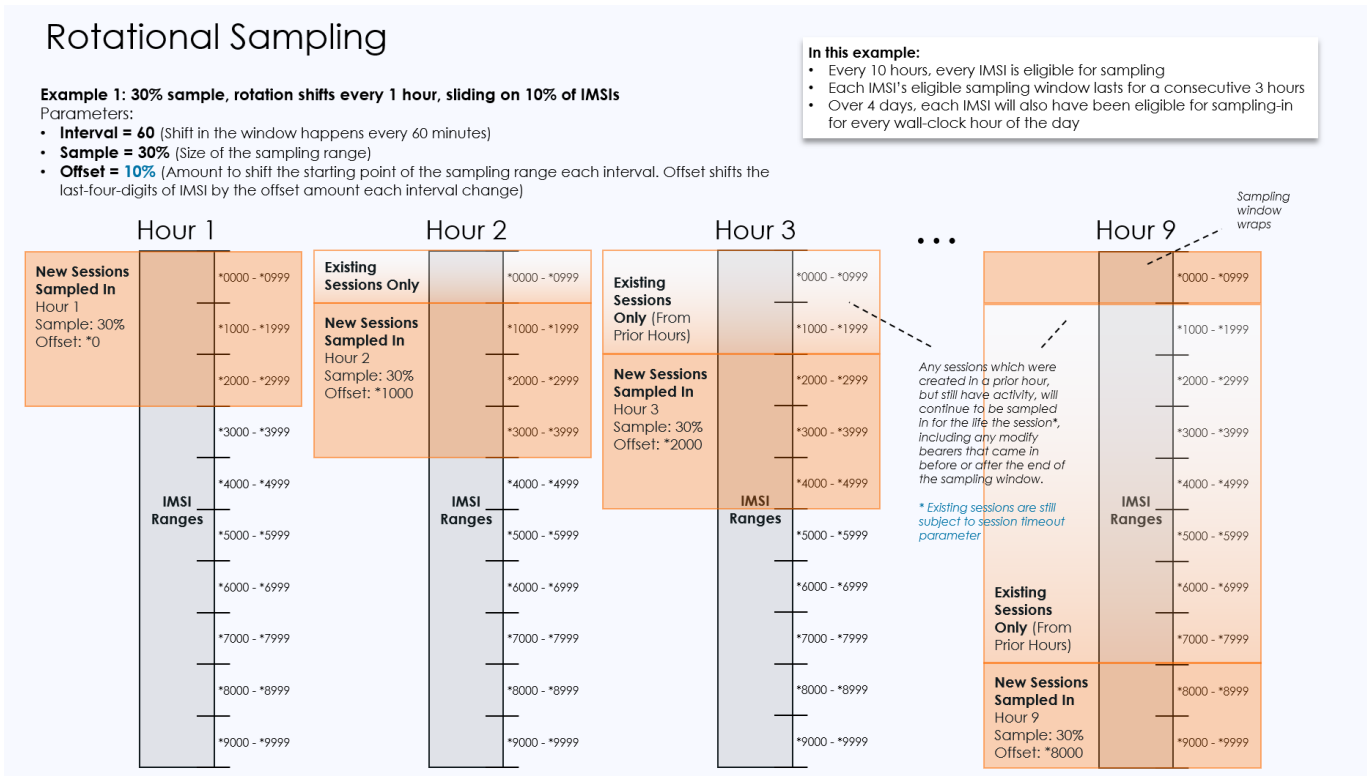 Rotational Sampling
In this example:
• Every 10 hours, every IMSI is eligible for sampling
• Each IMSI's eligible sampling window lasts for a consecutive 3 hours
• Over 4 days, each IMSI will also have been eligible for sampling-in
for every wall-clock hour of the day
Example 1: 30% sample, rotation shifts every 1 hour, sliding on 10% of IMSIs
Parameters:
• Interval = 60 (Shift in the window happens every 60 minutes)
• Sample = 30% (Size of the sampling range)
• Offset = 10% (Amount to shift the starting point of the sampling range each interval. Offset shifts the
last-four-digits of IMSI by the offset amount each interval change)
Hour 1
New Sessions
Sampled In
Hour 1
Sample: 30%
Offset: *0
IMSI
Ranges
*0000 - *0999
*1000 - *1999
*2000 - *2999
*3000 - *3999
*4000 - *4999
*5000 - *5999
*6000 - *6999
*7000 - *7999
*8000 - *8999
*9000 - *9999
Hour 2
Existing
Sessions Only
New Sessions
Sampled In
Hour 2
Sample: 30%
Offset: *1000
IMSI
Ranges
*0000 - *0999
*1000 - *1999
*2000 - *2999
*3000 - *3999
*4000 - *4999
*5000 - *5999
*6000 - *6999
*7000 - *7999
*8000 - *8999
*9000 - *9999
Hour 3
Existing
Sessions
Only (From
Prior Hours)
New Sessions
Sampled In
Hour 3
Sample: 30%
Offset: *2000
IMSI
Ranges
*0000 - *0999
*1000 - *1999
*2000 - *2999
*3000 - *3999
*4000 - *4999
*5000 - *5999
*6000 - *6999
*7000 - *7999
*8000 - *8999
*9000 - *9999
...
Any sessions which were
created in a prior hour,
but still have activity, will
continue to be sampled
in for the life the session*,
including any modify
bearers that came in
before or after the end of
the sampling window.
* Existing sessions are still
subject to session timeout
parameter
Hour 9
Sampling
window
wraps
Existing
Sessions
Only (From
Prior Hours)
New Sessions
Sampled In
Hour 9
Sample: 30%
Offset: *8000
IMSI
Ranges
*0000 - *0999
*1000 - *1999
*2000 - *2999
*3000 - *3999
*4000 - *4999
*5000 - *5999
*6000 - *6999
*7000 - *7999
*8000 - *8999
*9000 - *9999